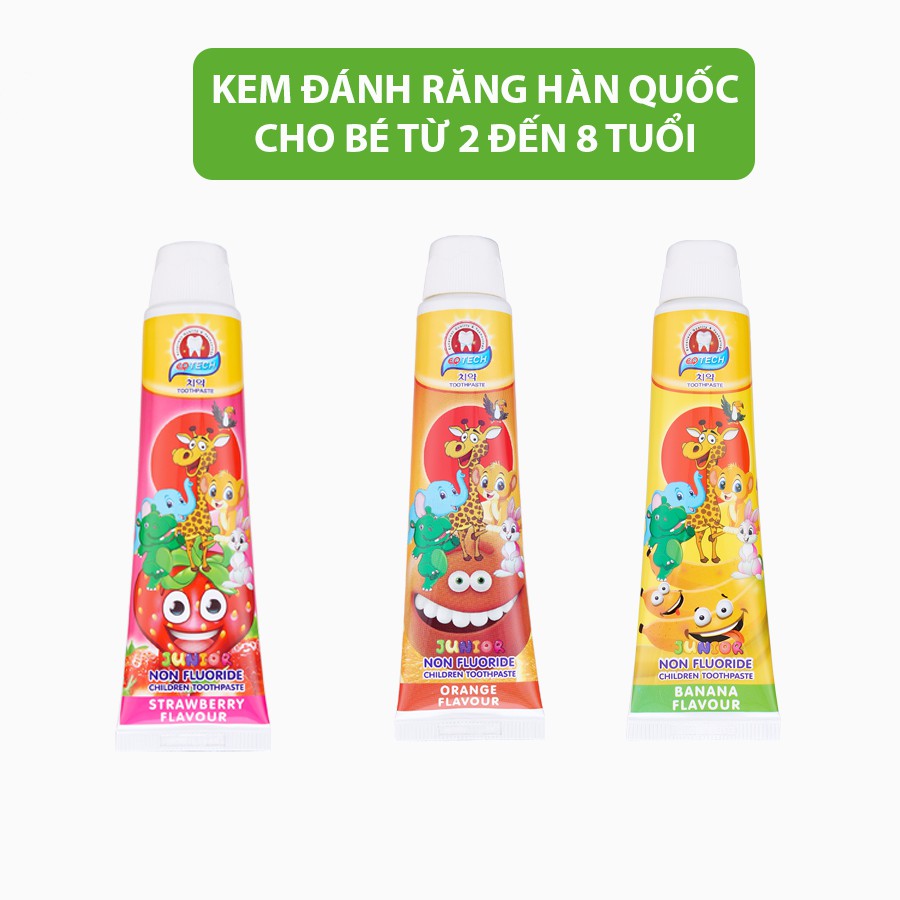 KEM ĐÁNH RĂNG HÀN QUỐC
CHO BÉ TỪ 2 ĐẾN 8 TUỔI
EQTECH
치약
TOOTHPASTE
JUNIOR
NON FLUORIDE
CHILDREN TOOTHPASTE
STRAWBERRY
FLAVOUR
EQTECH
치약
TOOTHPASTE
JUNIOR
NON FLUORIDE
CHILDREN TOOTHPASTE
ORANGE
FLAVOUR
EQTECH
치약
TOOTHPASTE
JUNIOR
NON FLUORIDE
CHILDREN TOOTHPASTE
BANANA
FLAVOUR